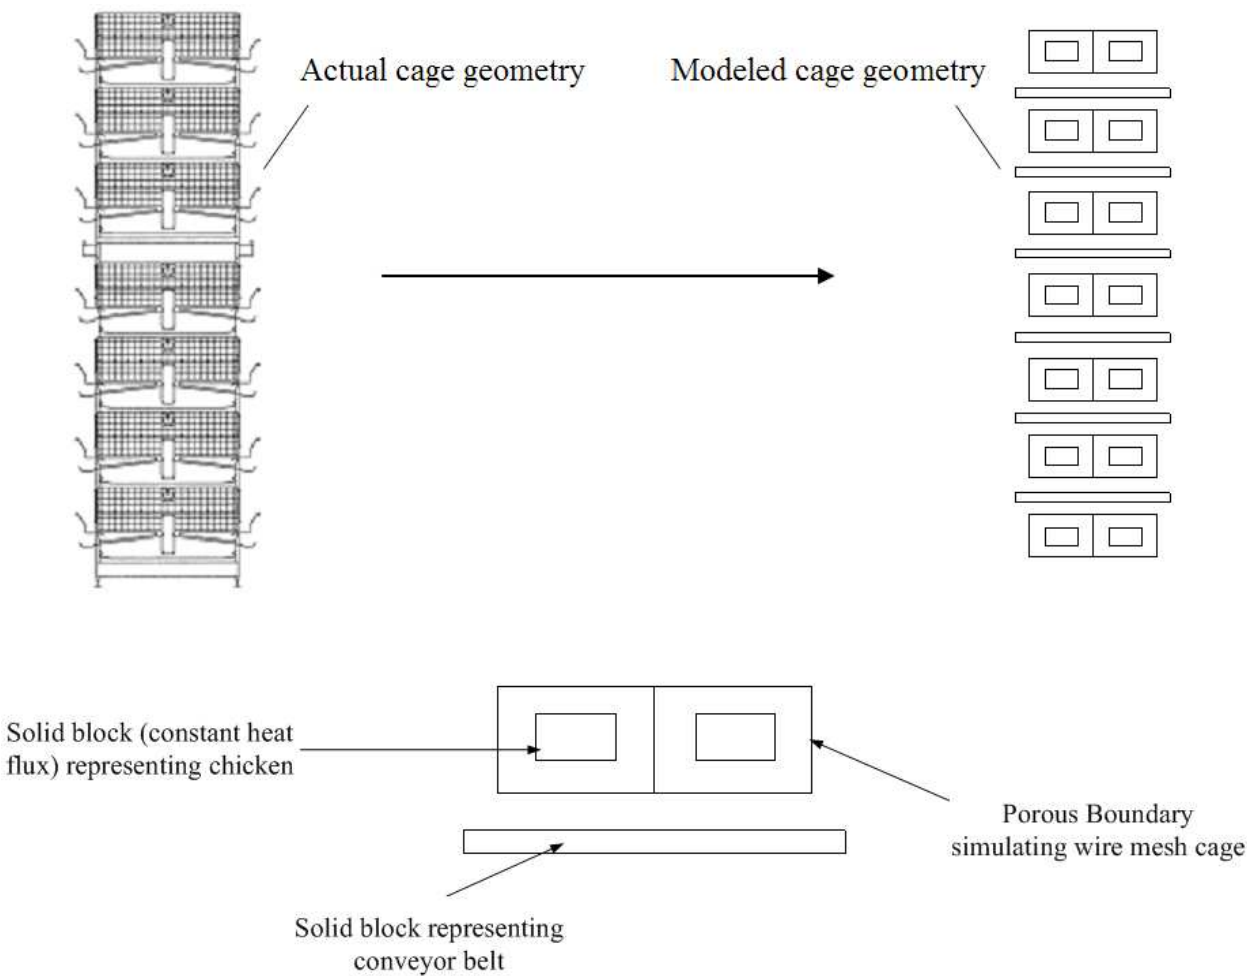 Actual cage geometry
Modeled cage geometry
Solid block (constant heat
flux) representing chicken
Porous Boundary
simulating wire mesh cage
Solid block representing
conveyor belt